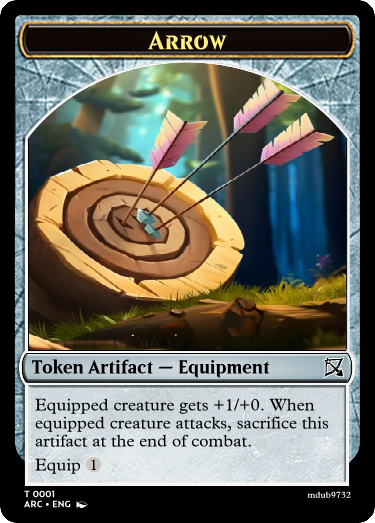 Arrow
Token Artifact — Equipment
Equipped creature gets +1/+0. When
equipped creature attacks, sacrifice this
artifact at the end of combat.
Equip 1
T 0001
mdub9732
ARC • ENG